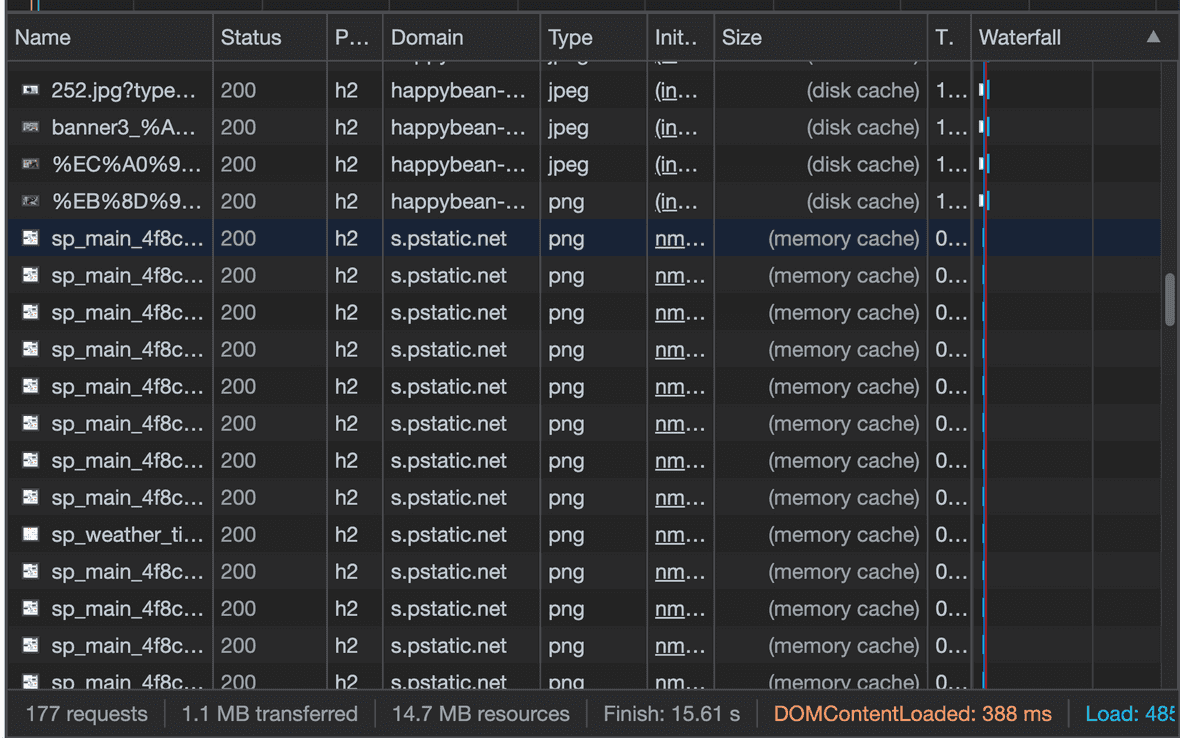 Name Status P... Domain Type Init.. Size T. Waterfall
252.jpg?type... 200 h2 happybean-... jpeg (in... (disk cache) 1...
banner3_%A... 200 h2 happybean-... jpeg (in... (disk cache) 1...
%EC%A0%9... 200 h2 happybean-... jpeg (in... (disk cache) 1...
%EB%8D%9... 200 h2 happybean-... png (in... (disk cache) 1...
sp_main_4f8c... 200 h2 s.pstatic.net png nm... (memory cache) 0...
sp_main_4f8c... 200 h2 s.pstatic.net png nm... (memory cache) 0...
sp_main_4f8c... 200 h2 s.pstatic.net png nm... (memory cache) 0...
sp_main_4f8c... 200 h2 s.pstatic.net png nm... (memory cache) 0...
sp_main_4f8c... 200 h2 s.pstatic.net png nm... (memory cache) 0...
sp_main_4f8c... 200 h2 s.pstatic.net png nm... (memory cache) 0...
sp_main_4f8c... 200 h2 s.pstatic.net png nm... (memory cache) 0...
sp_main_4f8c... 200 h2 s.pstatic.net png nm... (memory cache) 0...
sp_weather_ti... 200 h2 s.pstatic.net png nm... (memory cache) 0...
sp_main_4f8c... 200 h2 s.pstatic.net png nm... (memory cache) 0...
sp_main_4f8c... 200 h2 s.pstatic.net png nm... (memory cache) 0...
sp_main_4f8c... 200 h2 s.pstatic.net png nm... (memory cache) 0...
sp_main_4f8c... 200 h2 s.pstatic.net png nm... (memory cache) 0...
177 requests 1.1 MB transferred 14.7 MB resources Finish: 15.61 s DOMContentLoaded: 388 ms Load: 485